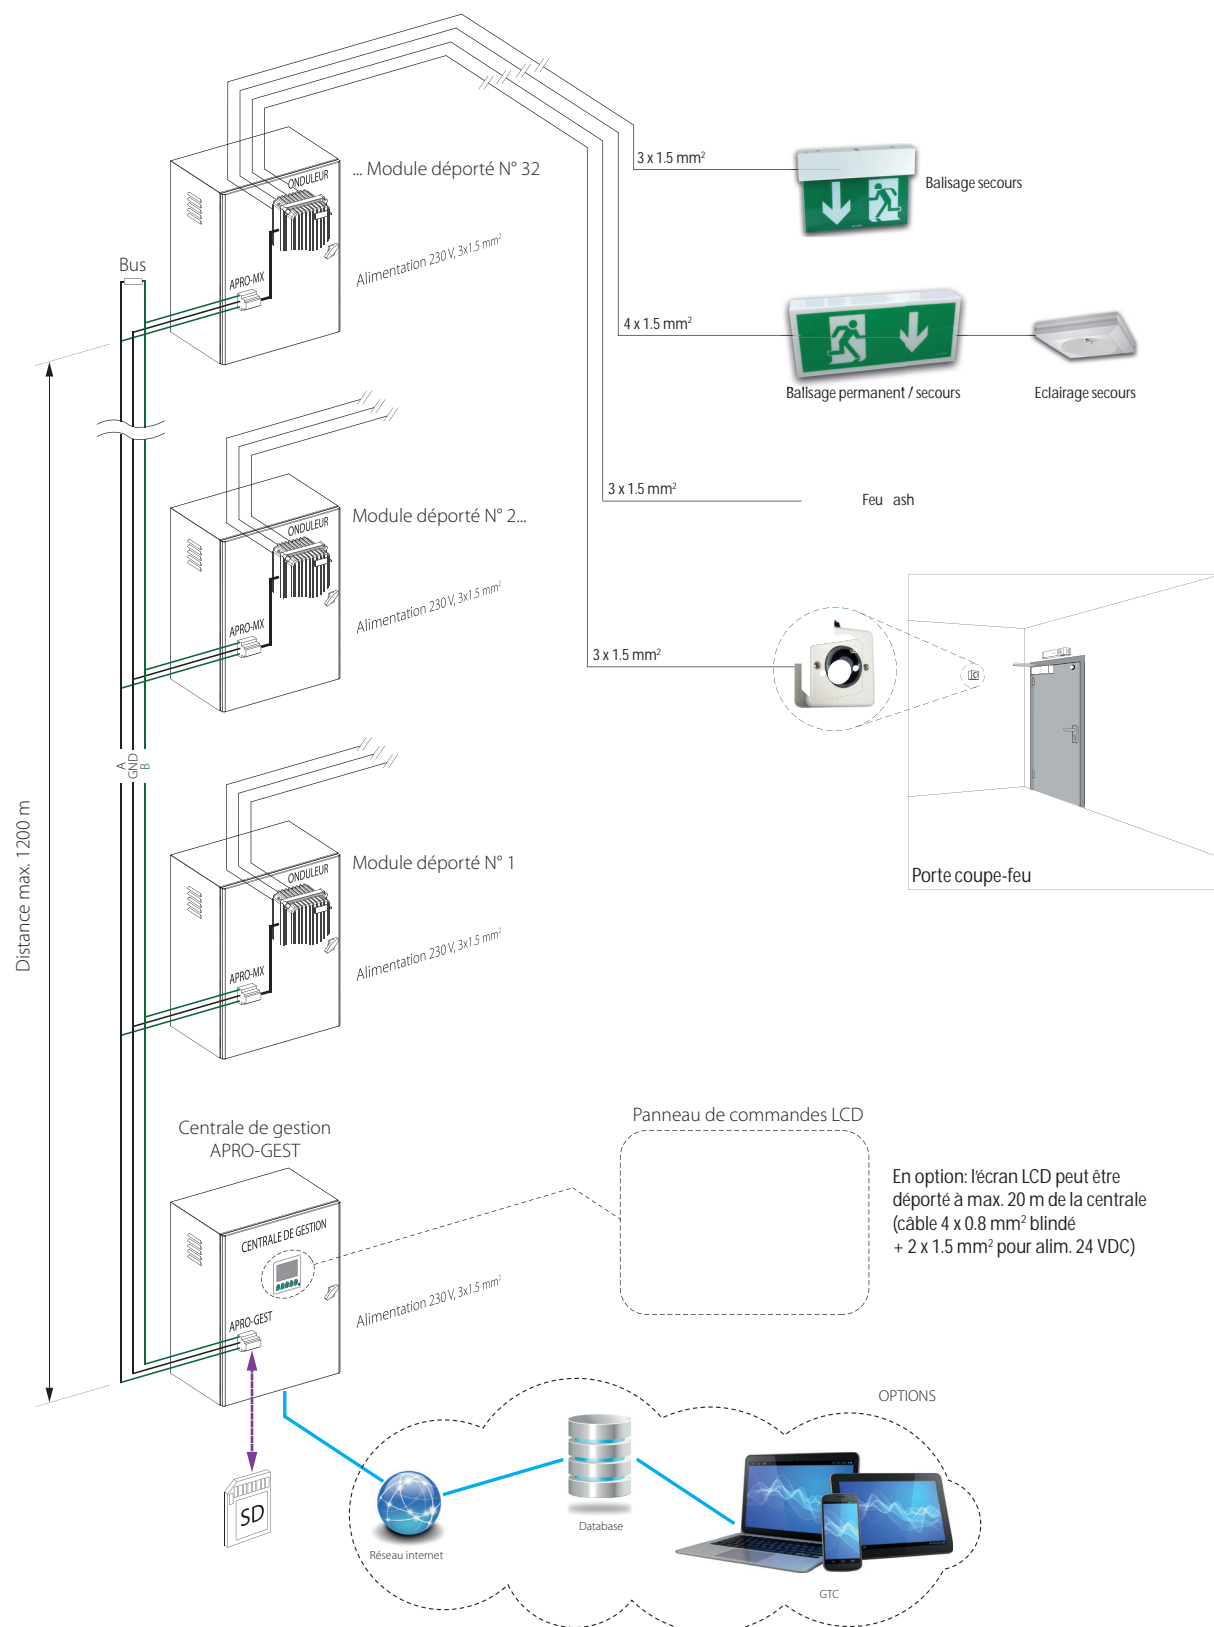 ONDULEUR
... Module déporté N° 32
3 x 1.5 mm²
Balisage secours
Alimentation 230 V, 3x1.5 mm²
Bus
APRO-MX
4 x 1.5 mm²
Balisage permanent / secours
Eclairage secours
3 x 1.5 mm²
Feu ash
ONDULEUR
Module déporté N° 2...
Alimentation 230 V, 3x1.5 mm²
APRO-MX
3 x 1.5 mm²
A
GND
B
Distance max. 1200 m
ONDULEUR
Module déporté N° 1
Alimentation 230 V, 3x1.5 mm²
APRO-MX
Porte coupe-feu
Centrale de gestion
APRO-GEST
Panneau de commandes LCD
En option: l'écran LCD peut être
déporté à max. 20 m de la centrale
(câble 4 x 0.8 mm² blindé
+ 2 x 1.5 mm² pour alim. 24 VDC)
CENTRALE DE GESTION
Alimentation 230 V, 3x1.5 mm²
APRO-GEST
OPTIONS
SD
Réseau internet
Database
GTC